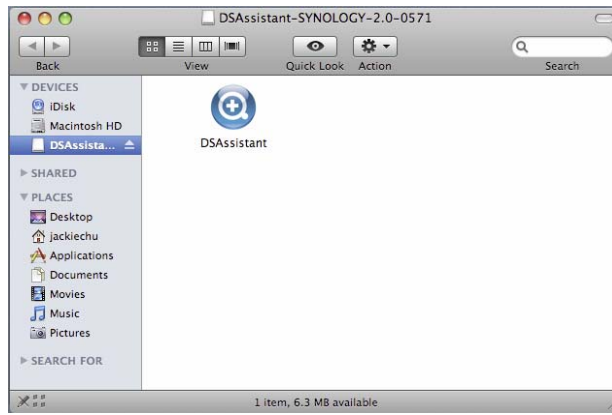 DSAssistant-SYNOLOGY-2.0-0571
Back
View
Quick Look
Action
Search
DEVICES
iDisk
Macintosh HD
DSAssista...
SHARED
PLACES
Desktop
jackiechu
Applications
Documents
Movies
Music
Pictures
SEARCH FOR
DSAssistant
1 item, 6.3 MB available